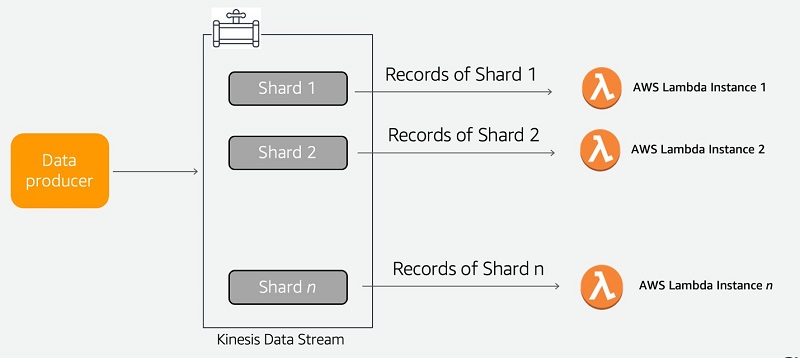 Data
producer
Shard 1
Records of Shard 1
λ
AWS Lambda Instance 1
Shard 2
Records of Shard 2
λ
AWS Lambda Instance 2
Shard n
Records of Shard n
λ
AWS Lambda Instance n
Kinesis Data Stream